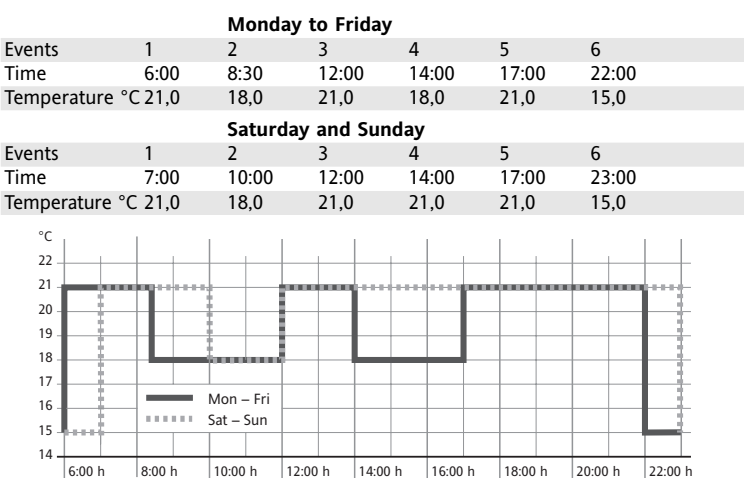 Monday to Friday
Events 1 2 3 4 5 6
Time 6:00 8:30 12:00 14:00 17:00 22:00
Temperature °C 21,0 18,0 21,0 18,0 21,0 15,0
Saturday and Sunday
Events 1 2 3 4 5 6
Time 7:00 10:00 12:00 14:00 17:00 23:00
Temperature °C 21,0 18,0 21,0 21,0 21,0 15,0
°C
22
21
20
19
18
17
16
15
14
Mon – Fri
Sat – Sun
6:00 h 8:00 h 10:00 h 12:00 h 14:00 h 16:00 h 18:00 h 20:00 h 22:00 h